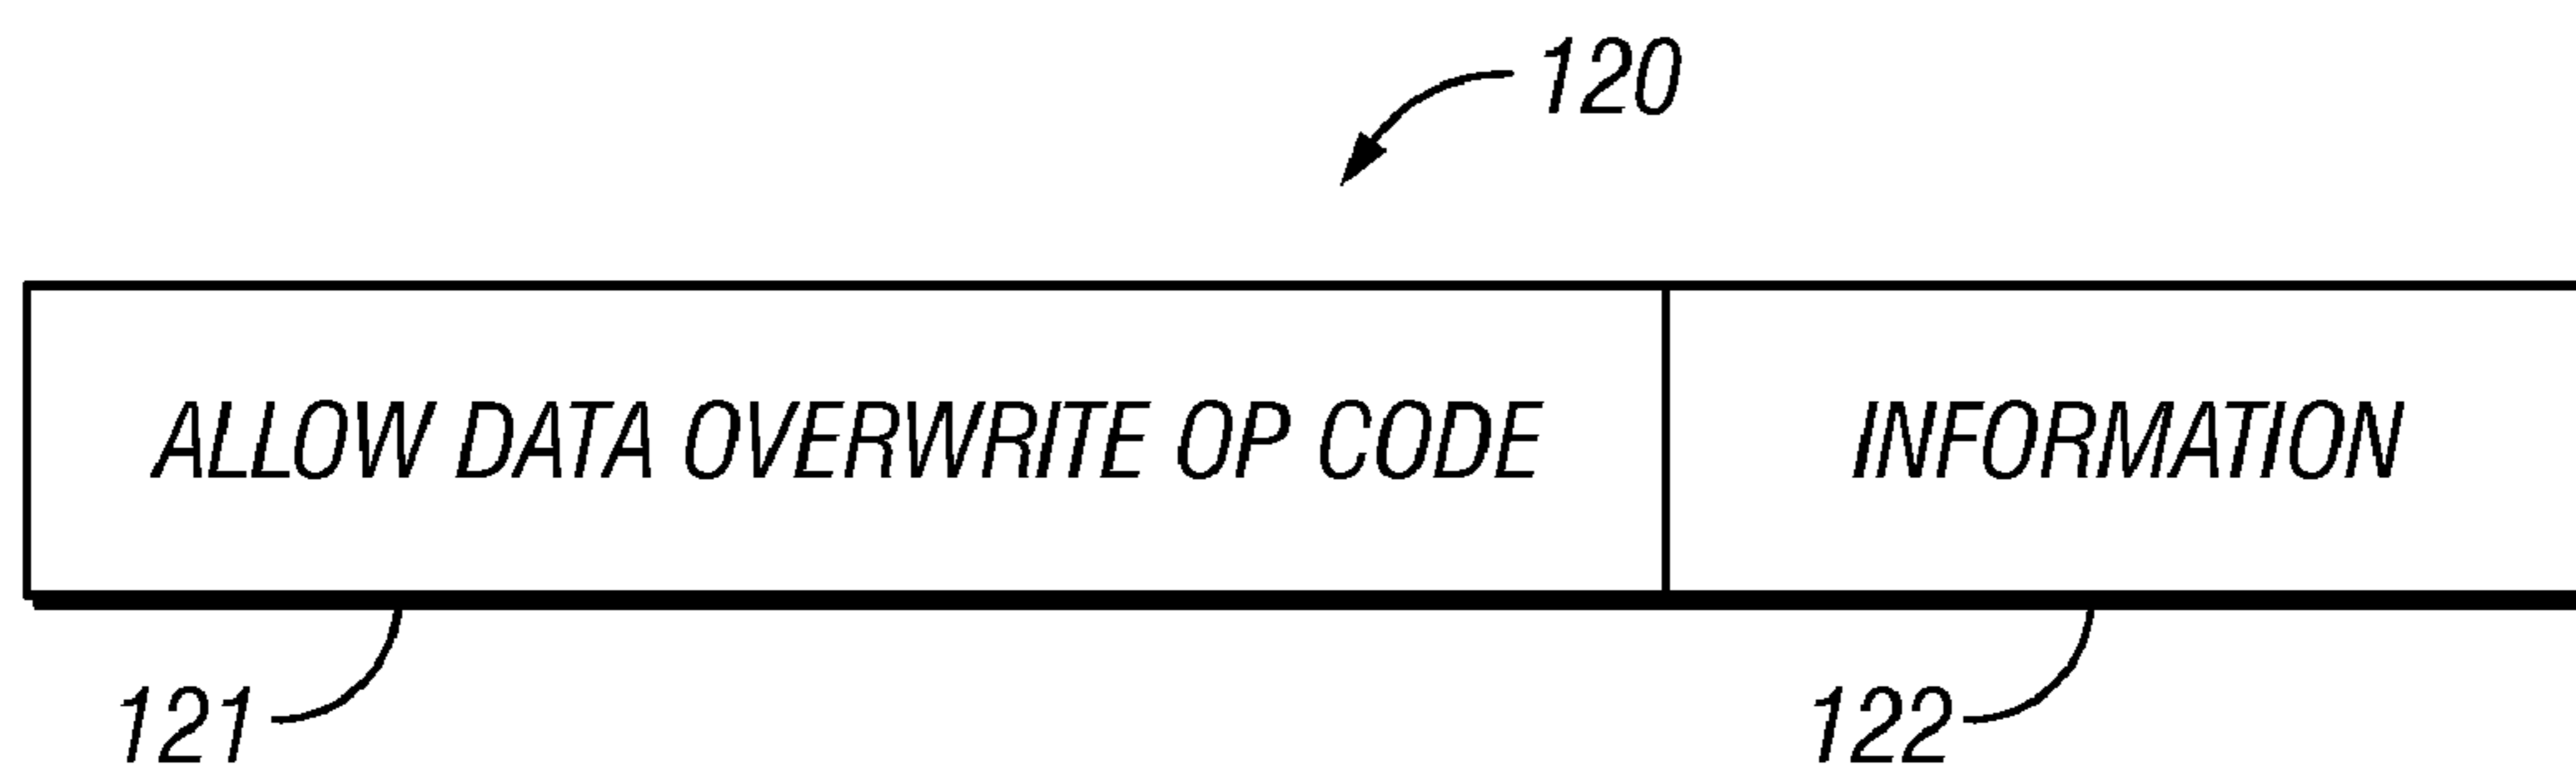 120
ALLOW DATA OVERWRITE OP CODE INFORMATION
121 122